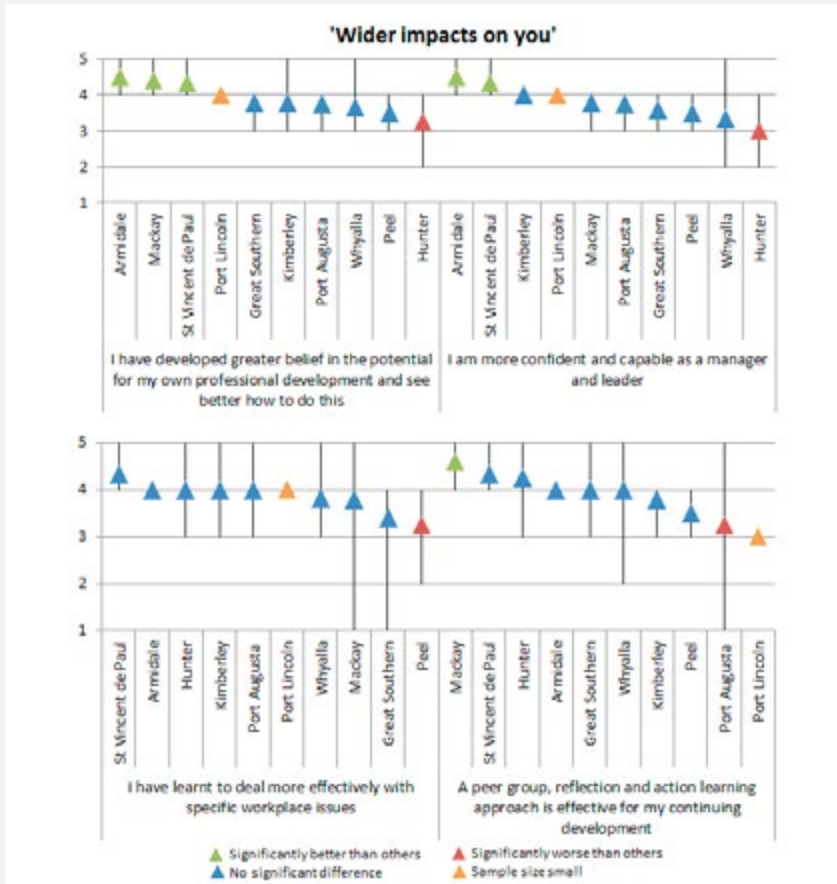 'Wider impacts on you'
5
4
3
2
1
Armidale
Mackay
St Vincent de Paul
Port Lincoln
Great Southern
Kimberley
Port Augusta
Whyalla
Peel
Hunter
Armidale
St Vincent de Paul
Kimberley
Port Lincoln
Mackay
Port Augusta
Great Southern
Peel
Whyalla
Hunter
I have developed greater belief in the potential
for my own professional development and see
better how to do this
I am more confident and capable as a manager
and leader
5
4
3
2
1
St Vincent de Paul
Armidale
Hunter
Kimberley
Port Augusta
Port Lincoln
Whyalla
Mackay
Great Southern
Peel
Mackay
St Vincent de Paul
Hunter
Armidale
Great Southern
Whyalla
Kimberley
Peel
Port Augusta
Port Lincoln
I have learnt to deal more effectively with
specific workplace issues
A peer group, reflection and action learning
approach is effective for my continuing
development
Significantly better than others
Significantly worse than others
No significant difference
Sample size small